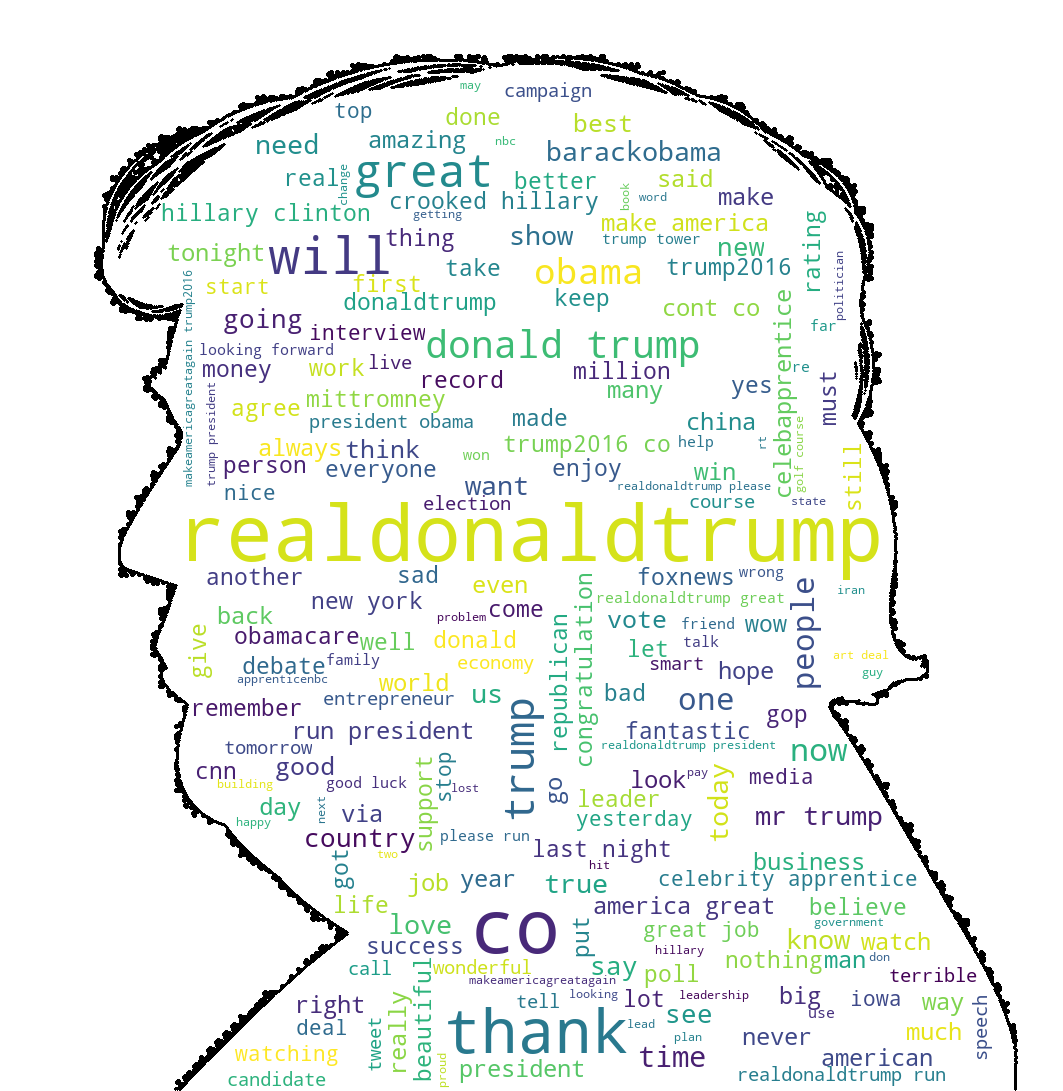 may
campaign
top
done
best
need
amazing
nbc
barackobama
real
change
great
better
said
book
word
make
crooked hillary
hillary clinton
getting
make america
rating
thing
show
trump tower
new
tonight
will
take
obama
trump2016
politician
start
first
donaldtrump
keep
cont co
going
interview
donald trump
celebapprentice
far
looking forward
money
work
live
record
million
many
yes
re
must
makeamericagreatagain trump2016
trump president
agree
mittromney
president obama
made
china
golf course
always
think
won
trump2016 co
help
rt
still
person
everyone
enjoy
win
nice
want
realdonaldtrump please
election
course
state
realdonaldtrump
another
sad
even
foxnews
wrong
people
iran
new york
come
congratulation
realdonaldtrump great
back
problem
republican
vote
friend
wow
give
obamacare
well
donald
let
talk
debate
family
economy
smart
hope
art deal
guy
apprenticenbc
world
entrepreneur
us
bad
one
remember
run president
trump
fantastic
gop
tomorrow
realdonaldtrump president
now
cnn
good
stop
go
look
pay
media
building
good luck
lost
support
leader
today
day
next
via
yesterday
mr trump
happy
country
please run
last night
two
got
hit
business
job
year
true
celebrity apprentice
life
america great
believe
love
co
put
great job
government
success
hillary
know
watch
call
wonderful
say
poll
nothing
man
don
makeamericagreatagain
terrible
beautiful
right
tell
looking
lot
leadership
big
use
iowa
way
deal
tweet
really
thank
lead
see
plan
never
much
speech
watching
proud
president
time
american
candidate
realdonaldtrump run